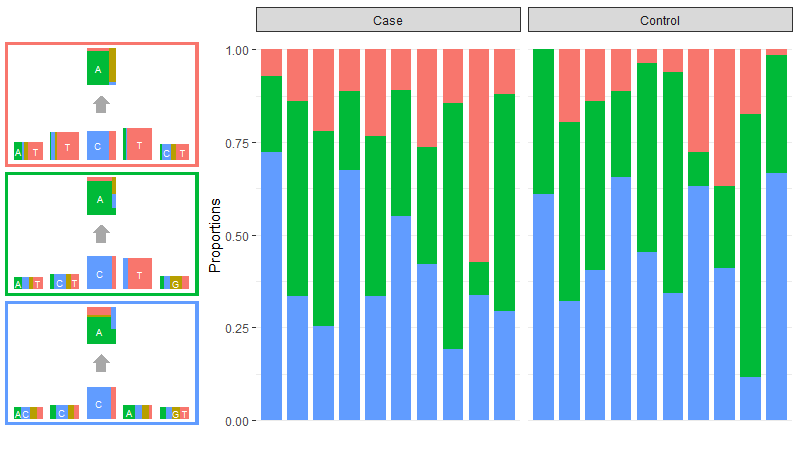 Case Control
A
A T T C T C T
A
A T C T C T G
A
A C C C A G T
Proportions
1.00
0.75
0.50
0.25
0.00